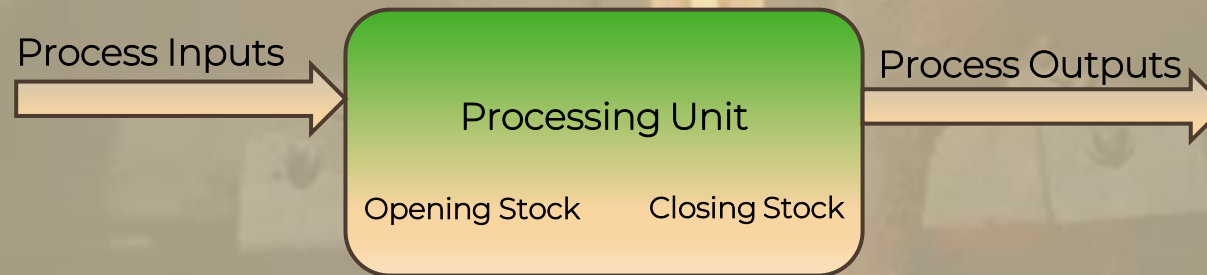 Process Inputs
Process Outputs
Processing Unit
Opening Stock
Closing Stock